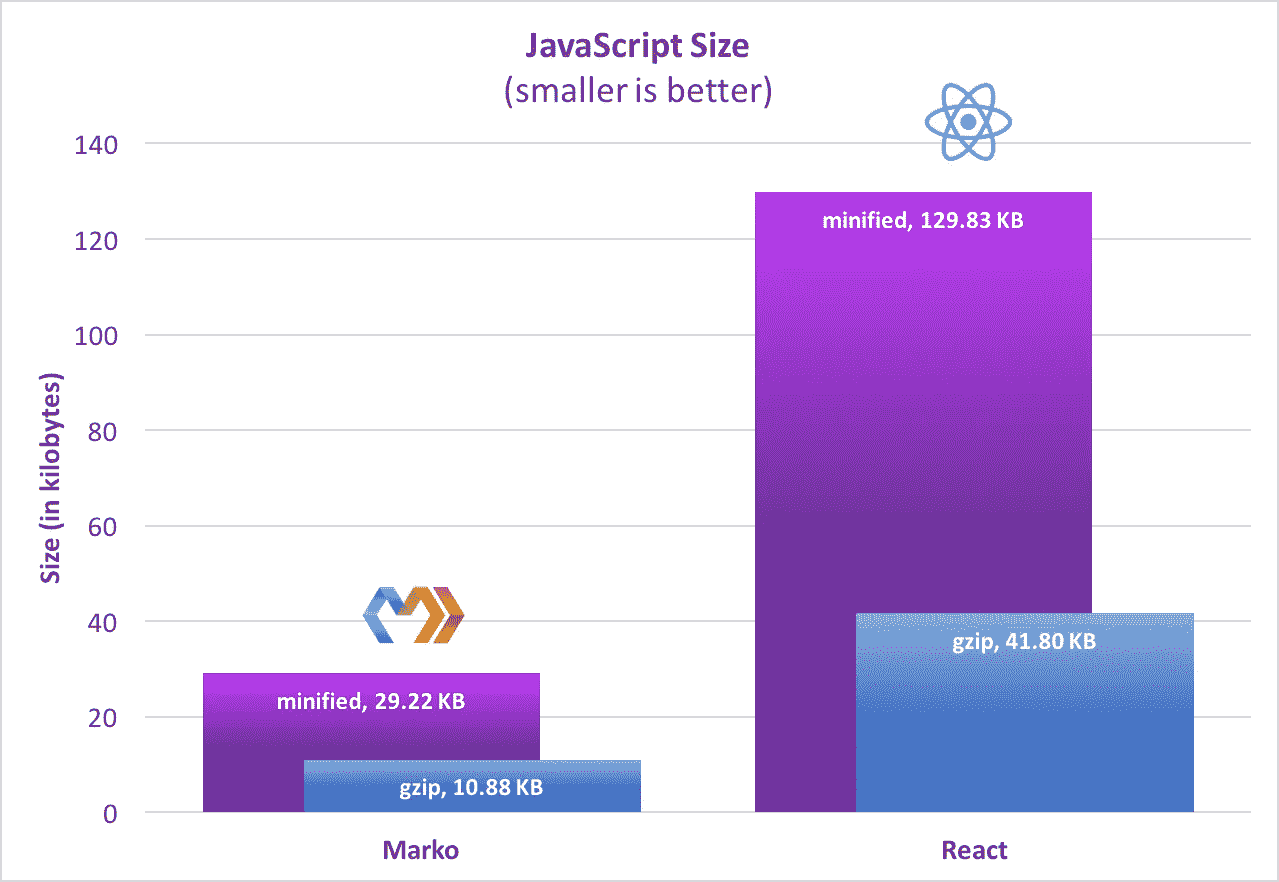 JavaScript Size
(smaller is better)
140
120
100
80
60
40
20
0
Size (in kilobytes)
minified, 29.22 KB
gzip, 10.88 KB
minified, 129.83 KB
gzip, 41.80 KB
Marko
React